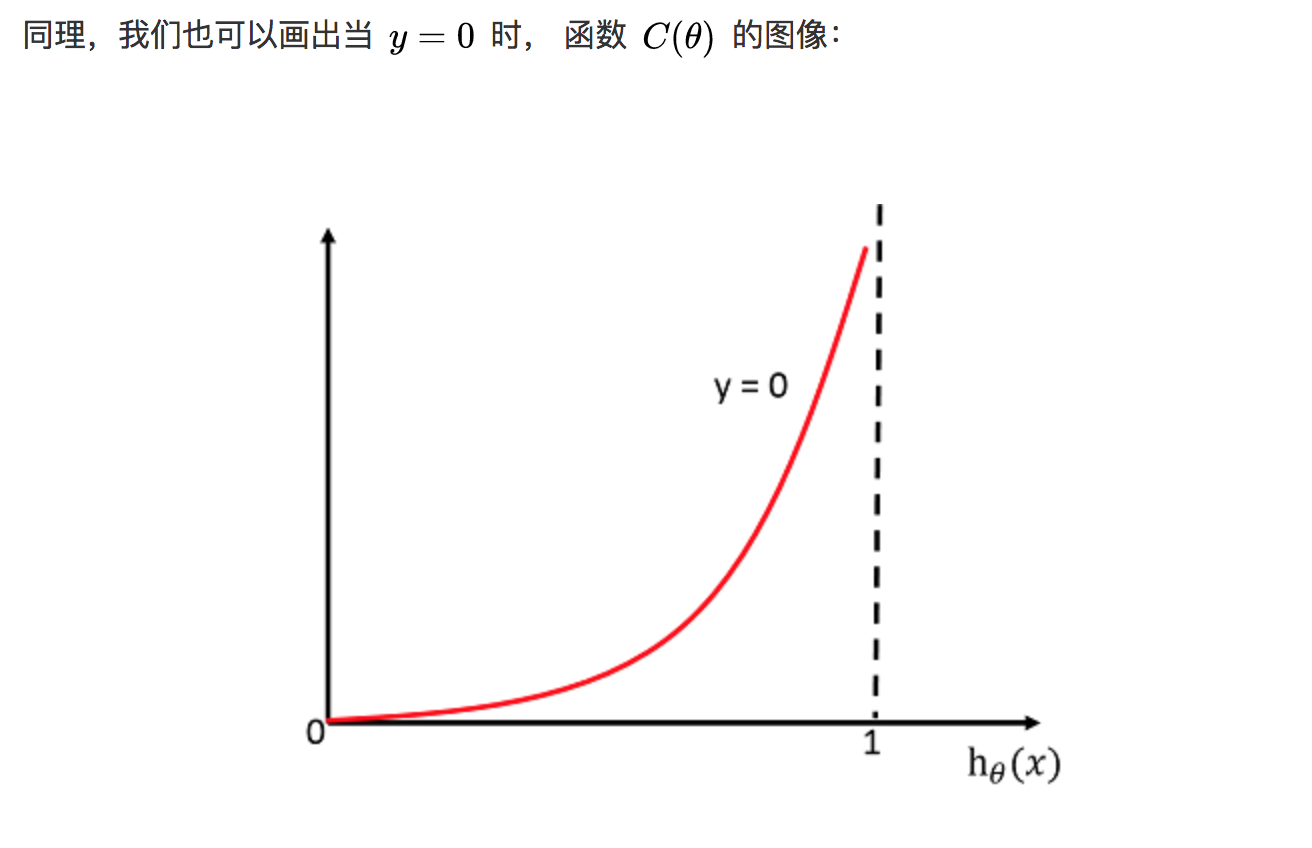 同理，我们也可以画出当 y = 0 时， 函数 C(θ) 的图像：
y = 0
0
1
hθ(x)